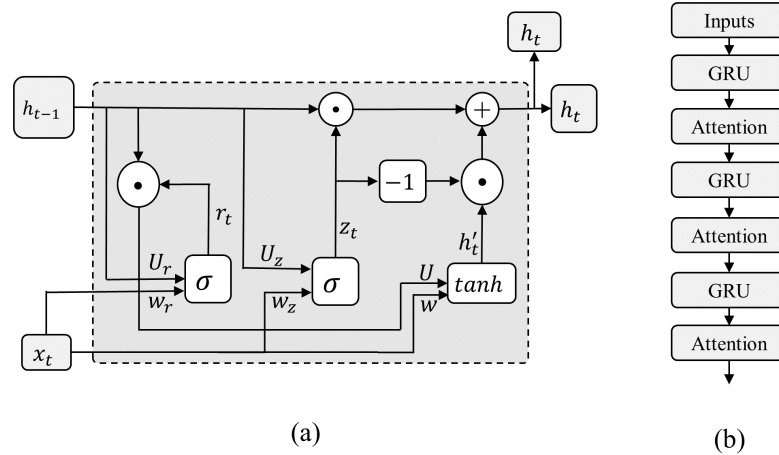 h_t
h_{t-1}
⊙
+
h_t
−1
r_t
z_t
h'_t
U_r
U_z
U
σ
σ
tanh
w_r
w_z
w
x_t
(a)
Inputs
GRU
Attention
GRU
Attention
GRU
Attention
(b)